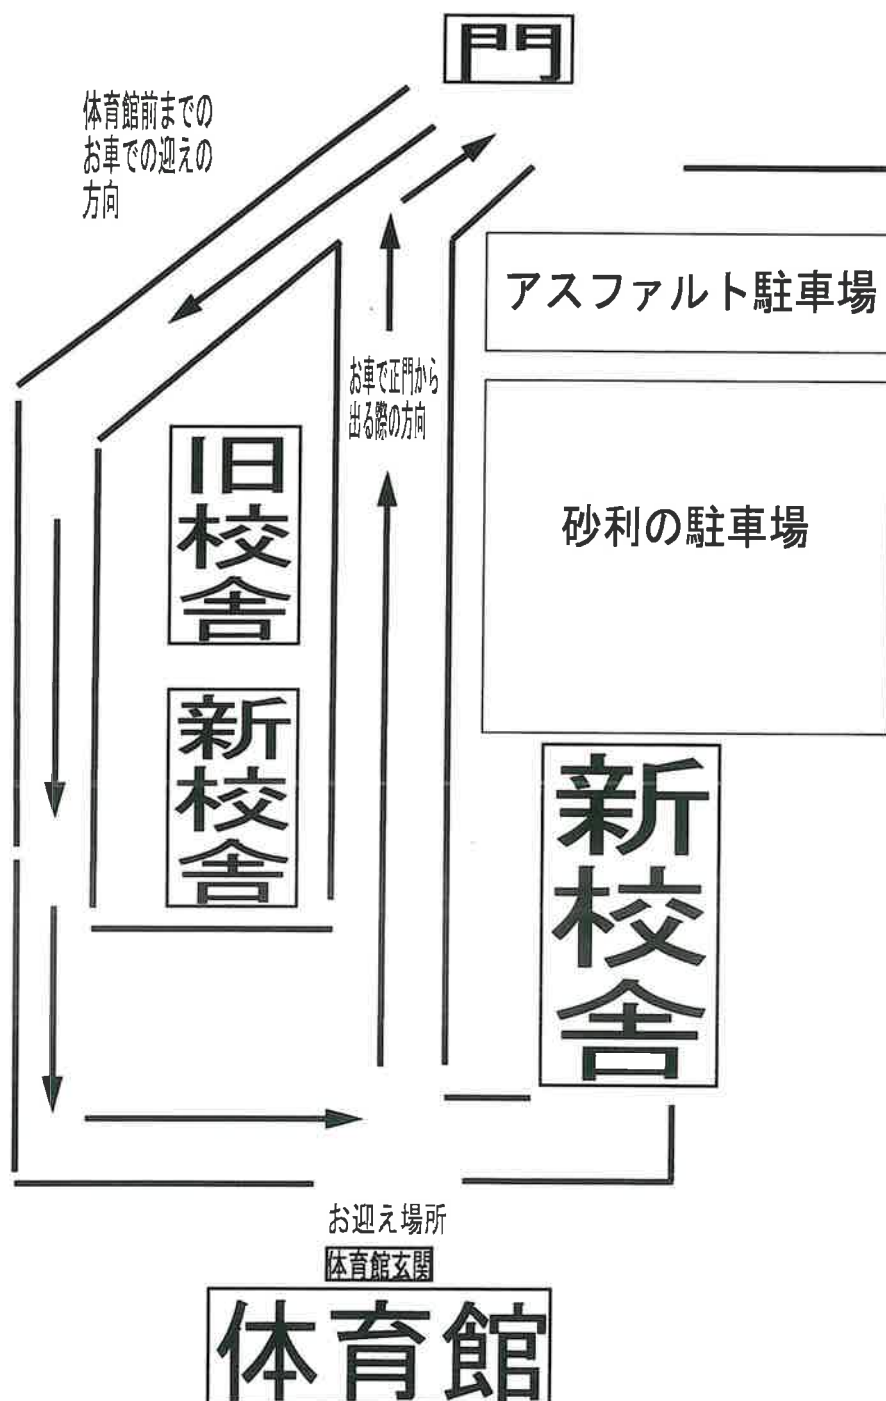 門
体育館前までの
お車での迎えの
方向
アスファルト駐車場
お車で正門から
出る際の方向
旧校舎
砂利の駐車場
新校舎
新校舎
お迎え場所
体育館玄関
体育館